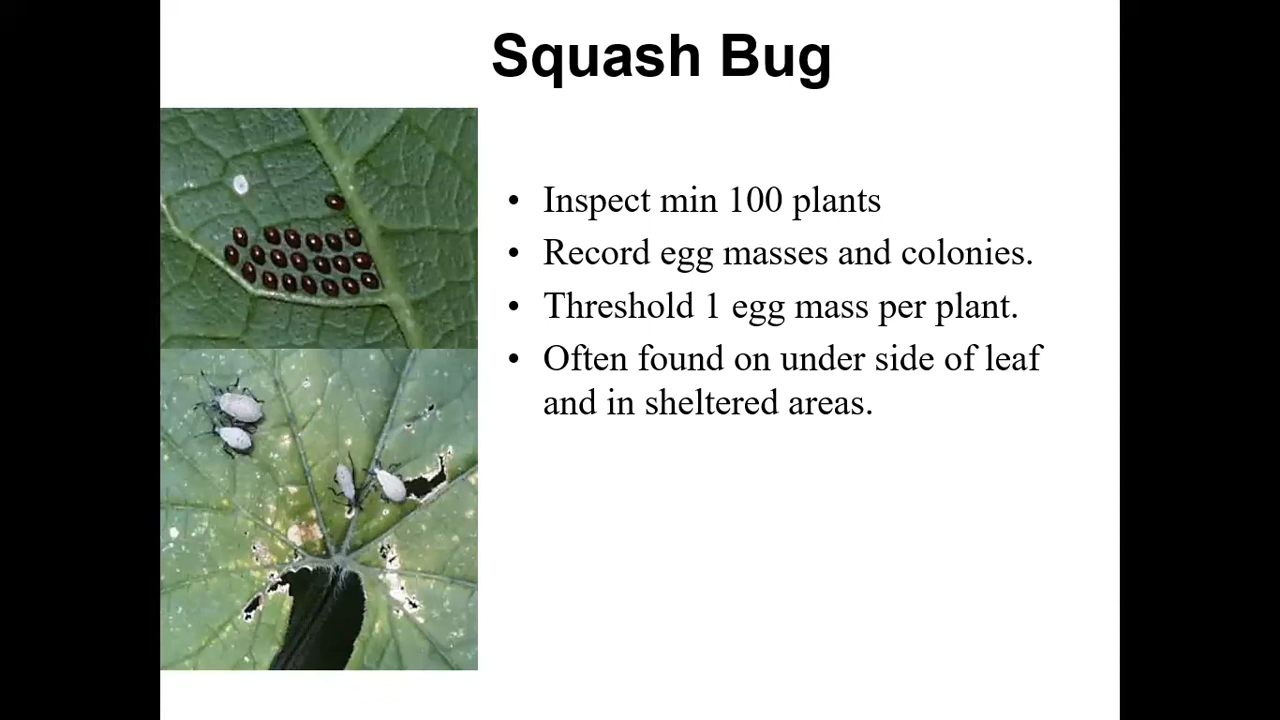 Squash Bug
• Inspect min 100 plants
• Record egg masses and colonies.
• Threshold 1 egg mass per plant.
• Often found on under side of leaf
and in sheltered areas.